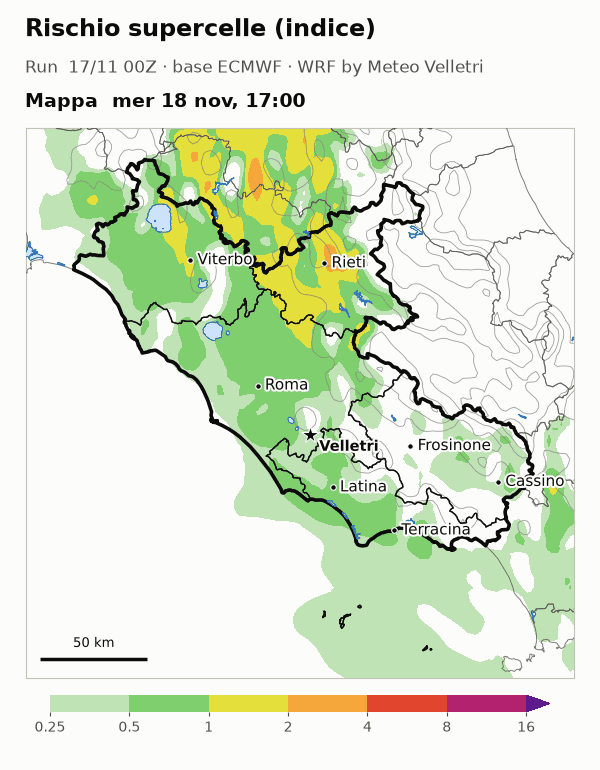 Rischio supercelle (indice)
Run  17/11 00Z · base ECMWF · WRF by Meteo Velletri
Mappa  mer 18 nov, 17:00
Viterbo
Rieti
Roma
Velletri
Frosinone
Latina
Cassino
Terracina
50 km
0.25 0.5 1 2 4 8 16